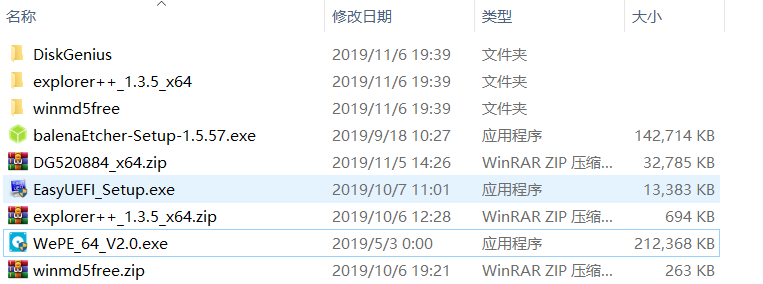 名称 修改日期 类型 大小
DiskGenius 2019/11/6 19:39 文件夹
explorer++_1.3.5_x64 2019/11/6 19:39 文件夹
winmd5free 2019/11/6 19:39 文件夹
balenaEtcher-Setup-1.5.57.exe 2019/9/18 10:27 应用程序 142,714 KB
DG520884_x64.zip 2019/11/5 14:26 WinRAR ZIP 压缩... 32,785 KB
EasyUEFI_Setup.exe 2019/10/7 11:01 应用程序 13,383 KB
explorer++_1.3.5_x64.zip 2019/10/6 12:28 WinRAR ZIP 压缩... 694 KB
WePE_64_V2.0.exe 2019/5/3 0:00 应用程序 212,368 KB
winmd5free.zip 2019/10/6 19:21 WinRAR ZIP 压缩... 263 KB